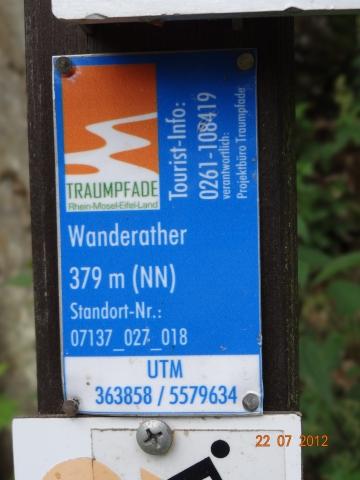 TRAUMPFADE
Rhein-Mosel-Eifel-Land
Tourist-Info:
0261-108419
verantwortlich:
Projektbüro Traumpfade
Wanderather
379 m (NN)
Standort-Nr.:
07137_027_018
UTM
363858 / 5579634
22 07 2012